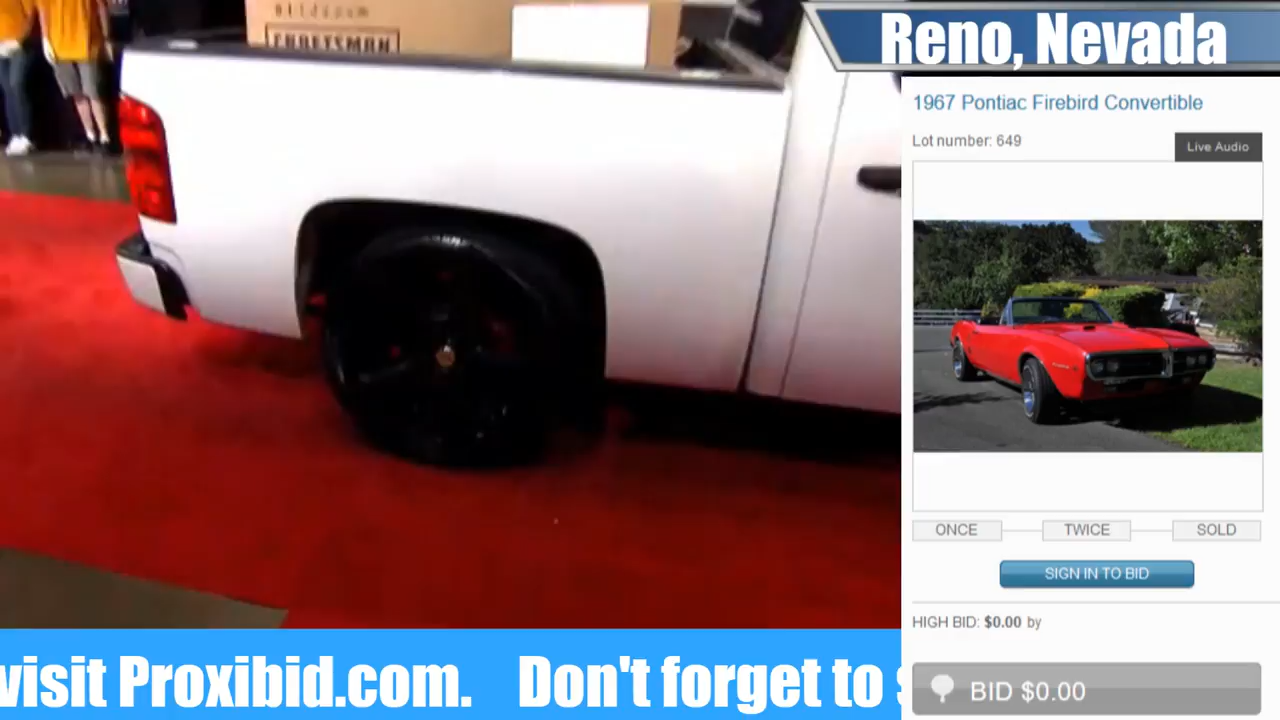 CRAFTSMAN
Reno, Nevada
1967 Pontiac Firebird Convertible
Lot number: 649
Live Audio
ONCE
TWICE
SOLD
SIGN IN TO BID
HIGH BID: $0.00 by
BID $0.00
visit Proxibid.com. Don't forget to